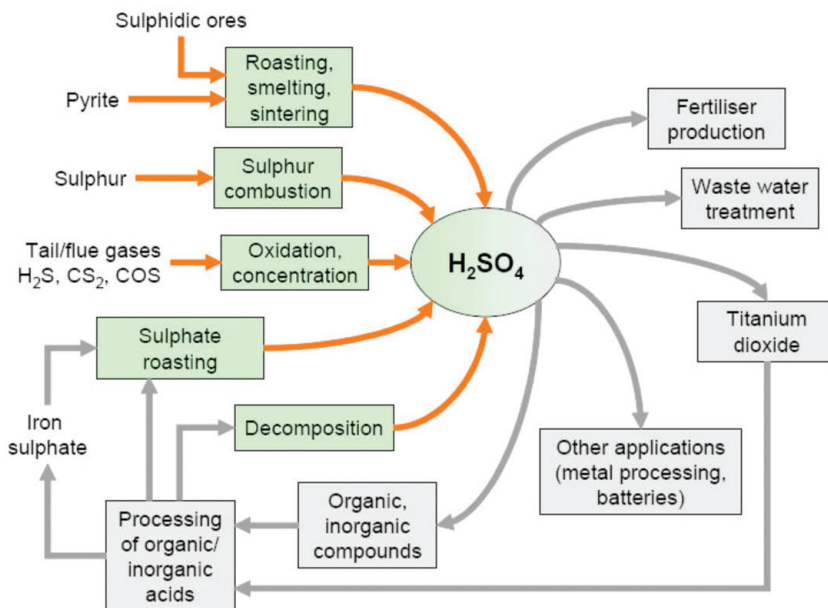 Sulphidic ores
Pyrite
Roasting,
smelting,
sintering
Sulphur
Sulphur
combustion
Tail/flue gases
H₂S, CS₂, COS
Oxidation,
concentration
H₂SO₄
Fertiliser
production
Waste water
treatment
Titanium
dioxide
Other applications
(metal processing,
batteries)
Organic,
inorganic
compounds
Processing
of organic/
inorganic
acids
Iron
sulphate
Sulphate
roasting
Decomposition